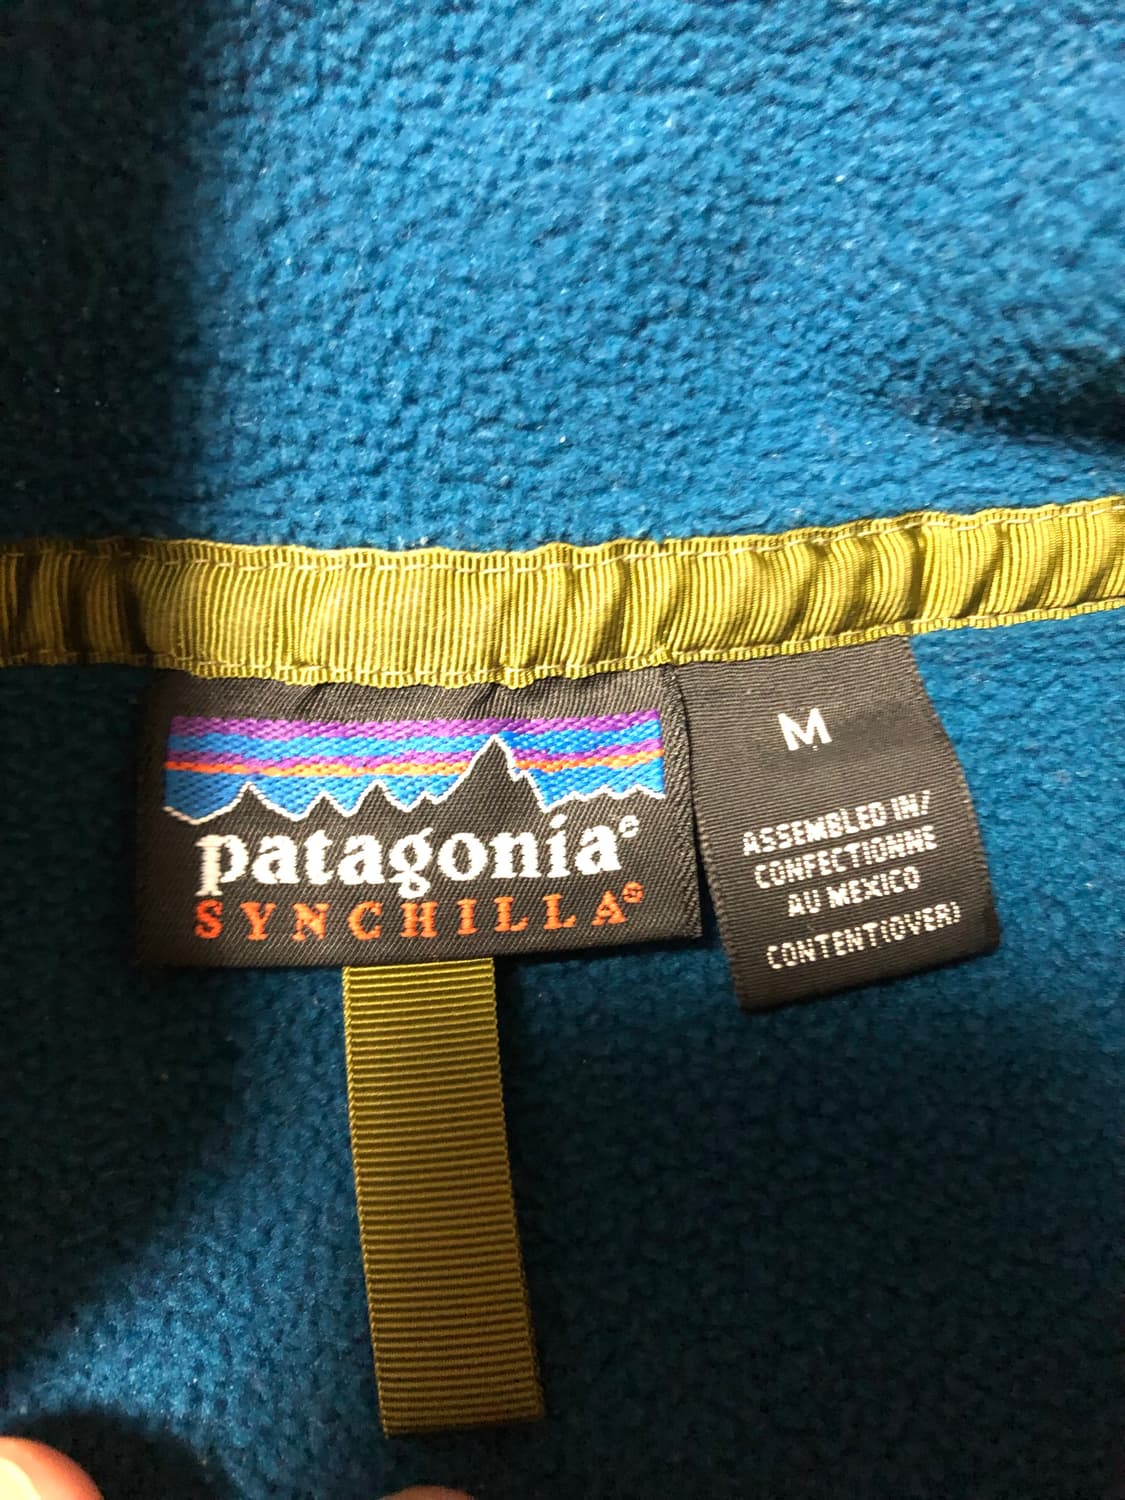 patagonia®
SYNCHILLA®
M
ASSEMBLED IN/
CONFECTIONNE
AU MEXICO
CONTENT(OVER)